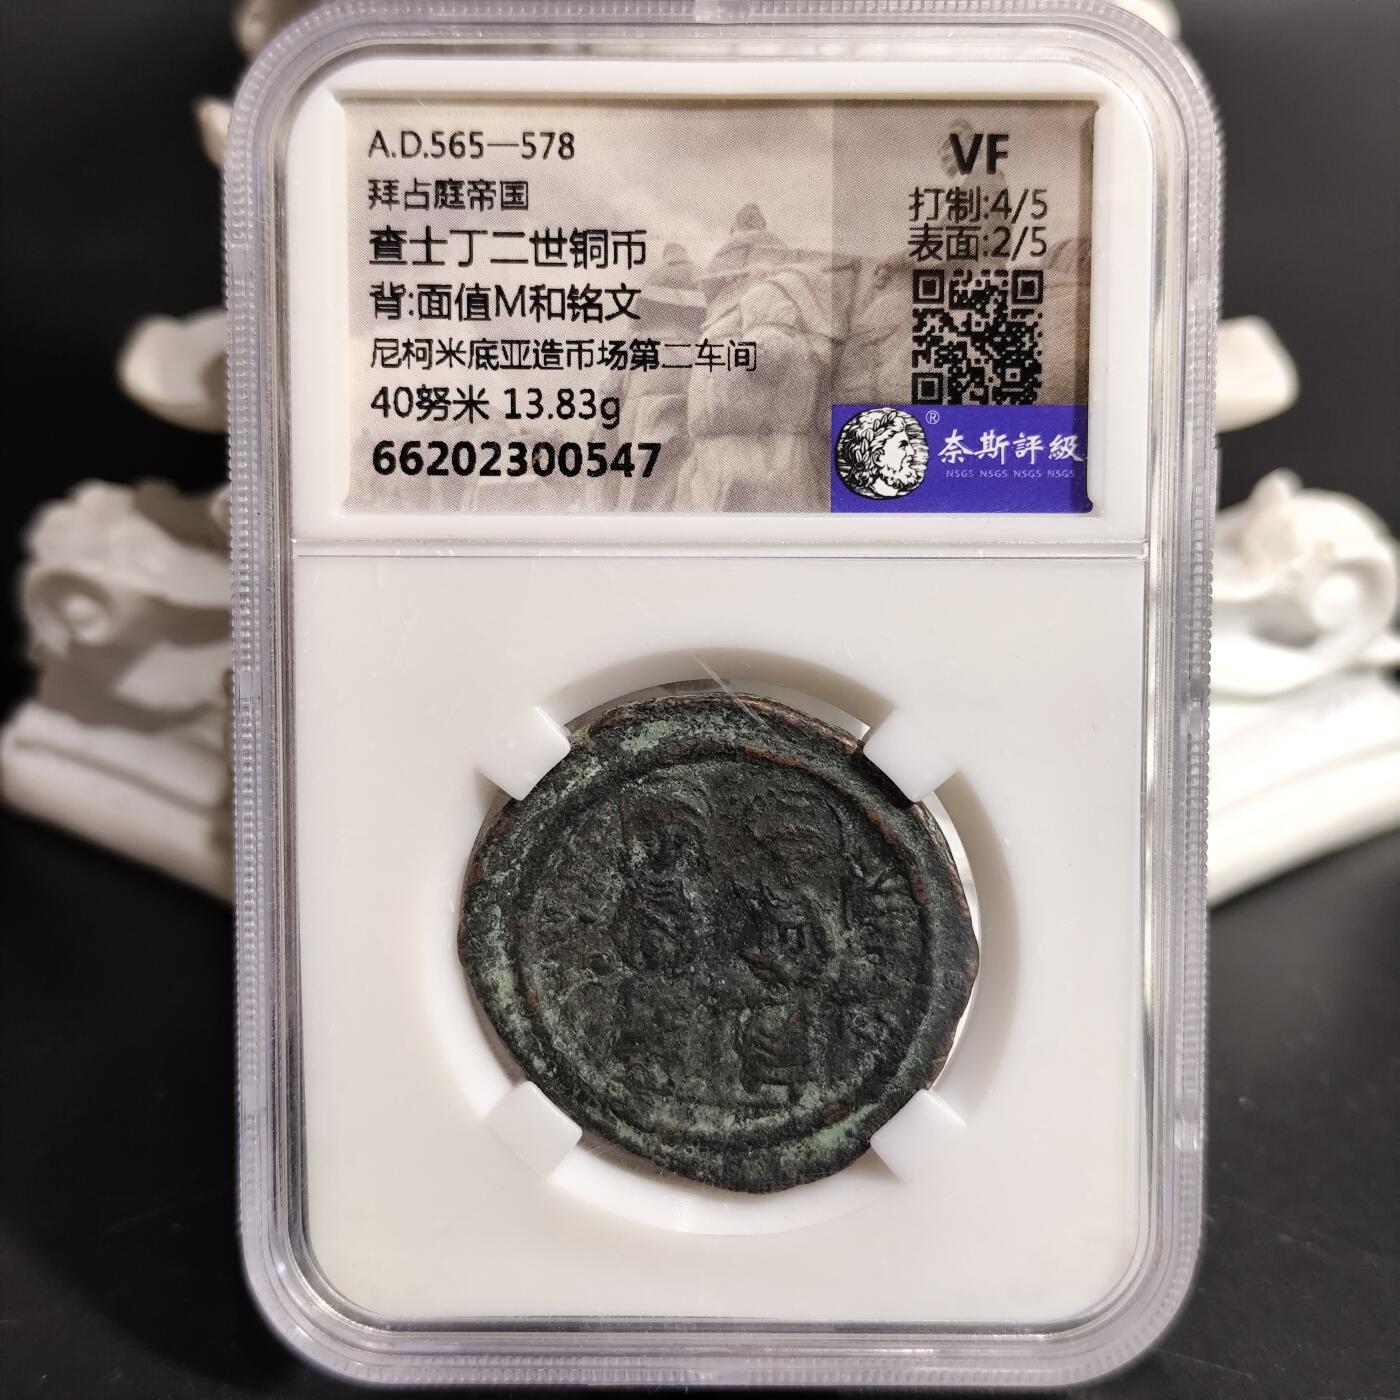 A.D.565—578
拜占庭帝国
查士丁二世铜币
背:面值M和铭文
尼柯米底亚造币场第二车间
40努米 13.83g
66202300547
VF
打制:4/5
表面:2/5
®
奈斯評級
NSGS NSGS NSGS NSGS